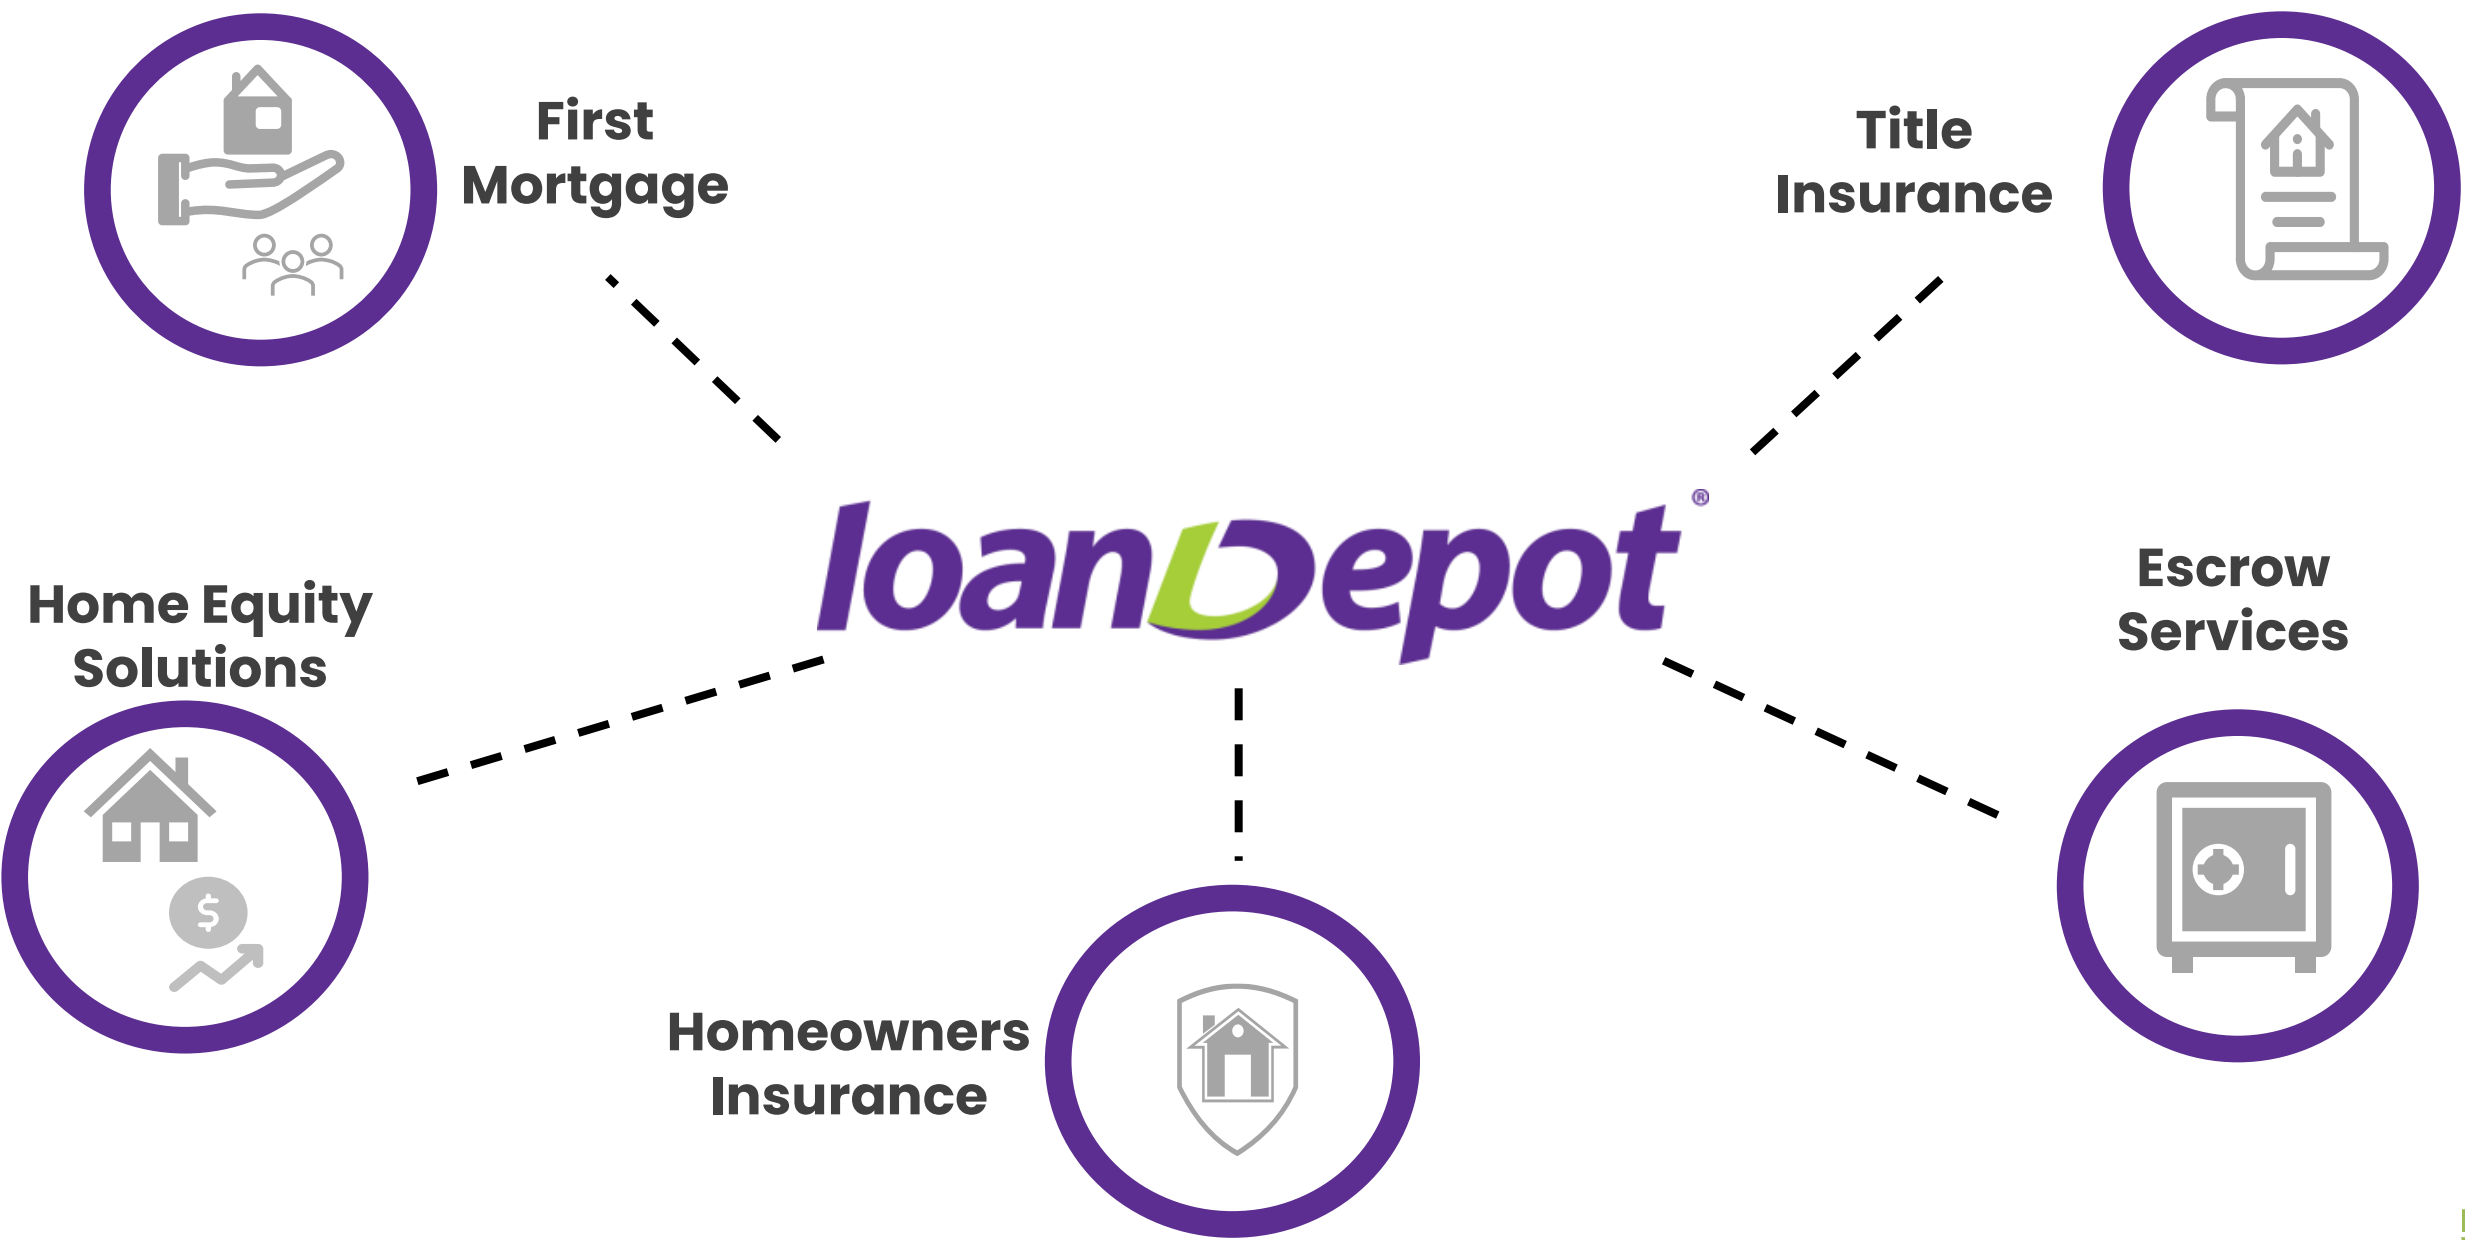 First
Mortgage
Title
Insurance
loanDepot®
Home Equity
Solutions
Escrow
Services
$
Homeowners
Insurance